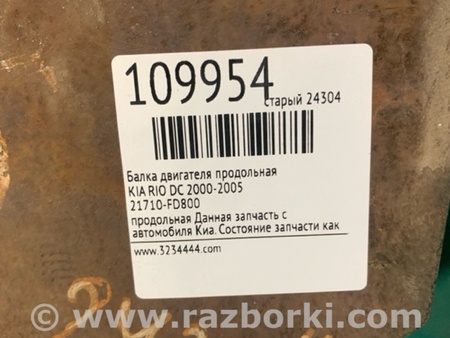 109954
старый 24304
Балка двигателя продольная
KIA RIO DC 2000-2005
21710-FD800
продольная Данная запчасть с
автомобиля Киа. Состояние запчасти как
www.3234444.com
© www.razborki.com